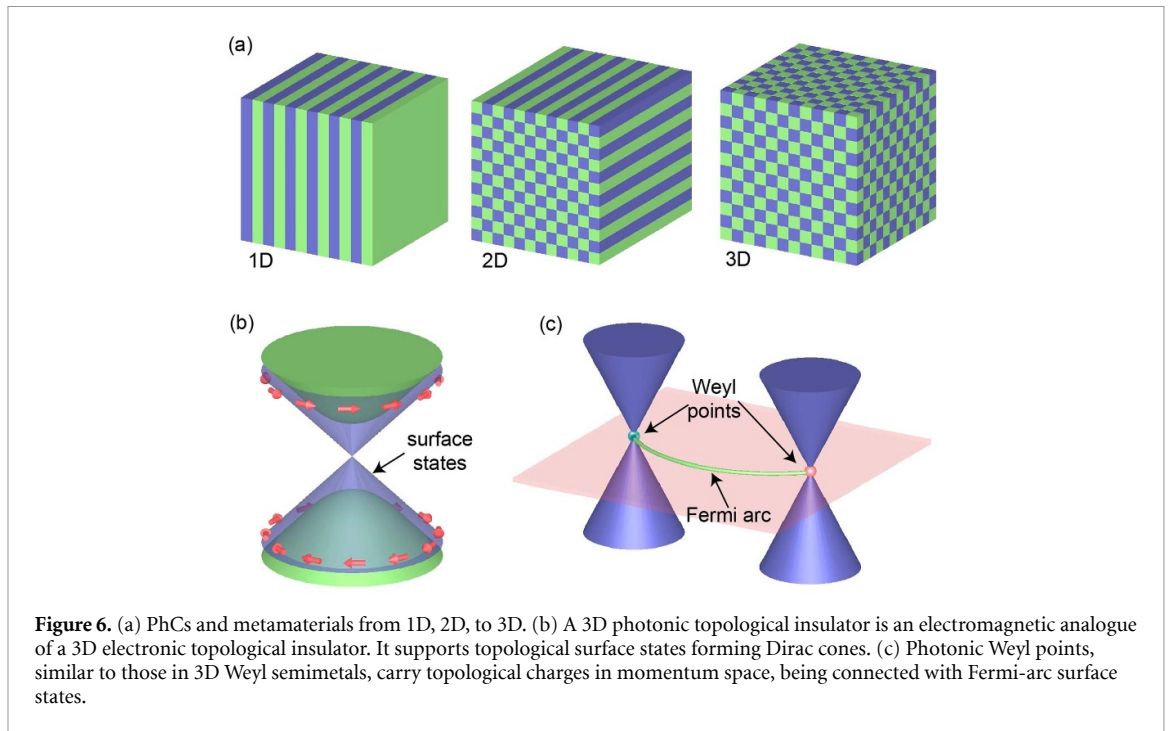 (a)
1D
2D
3D
(b)
surface
states
(c)
Weyl
points
Fermi arc
Figure 6. (a) PhCs and metamaterials from 1D, 2D, to 3D. (b) A 3D photonic topological insulator is an electromagnetic analogue
of a 3D electronic topological insulator. It supports topological surface states forming Dirac cones. (c) Photonic Weyl points,
similar to those in 3D Weyl semimetals, carry topological charges in momentum space, being connected with Fermi-arc surface
states.